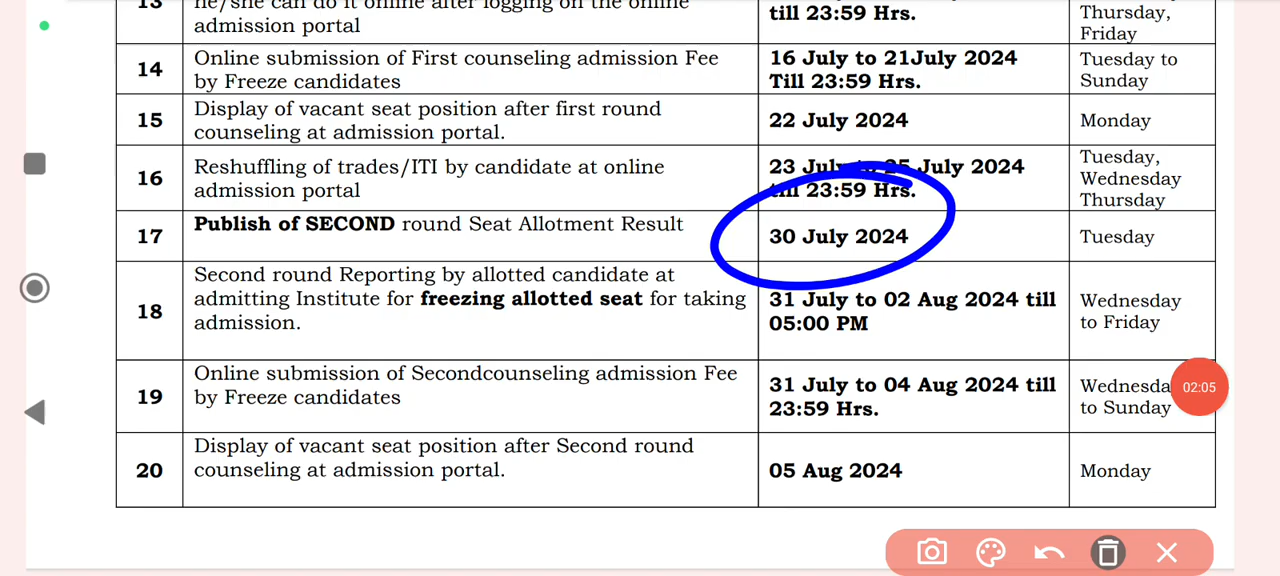 13
he/she can do it online after logging on the online
admission portal
till 23:59 Hrs.
Thursday,
Friday
14
Online submission of First counseling admission Fee
by Freeze candidates
16 July to 21July 2024
Till 23:59 Hrs.
Tuesday to
Sunday
15
Display of vacant seat position after first round
counseling at admission portal.
22 July 2024
Monday
16
Reshuffling of trades/ITI by candidate at online
admission portal
23 July to 25 July 2024
till 23:59 Hrs.
Tuesday,
Wednesday
Thursday
17
Publish of SECOND round Seat Allotment Result
30 July 2024
Tuesday
18
Second round Reporting by allotted candidate at
admitting Institute for freezing allotted seat for taking
admission.
31 July to 02 Aug 2024 till
05:00 PM
Wednesday
to Friday
19
Online submission of Secondcounseling admission Fee
by Freeze candidates
31 July to 04 Aug 2024 till
23:59 Hrs.
Wednesda
to Sunday
02:05
20
Display of vacant seat position after Second round
counseling at admission portal.
05 Aug 2024
Monday